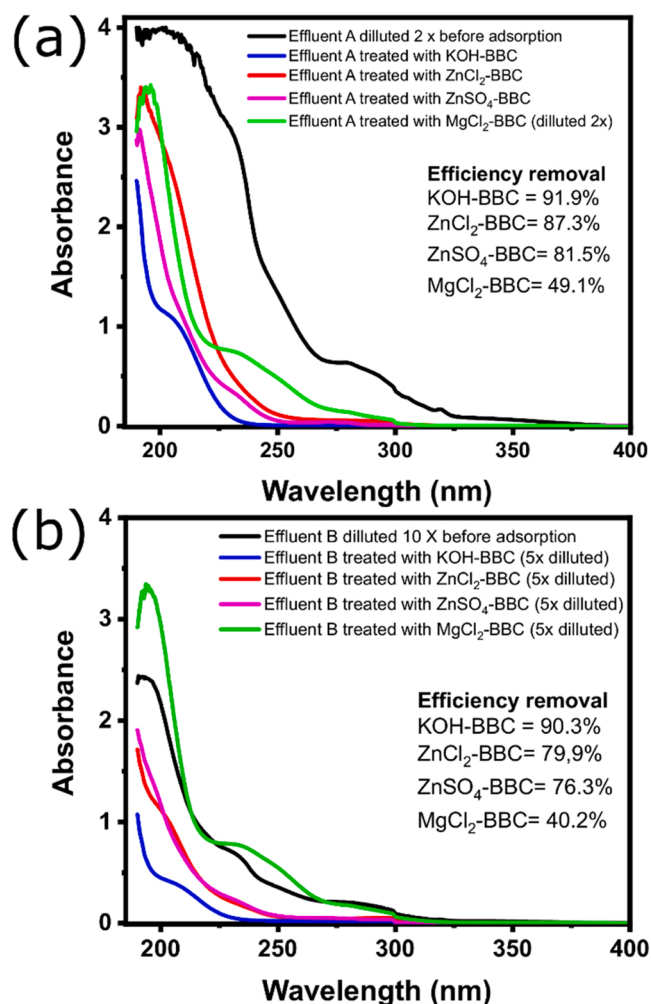 (a)
4
3
2
1
0
Absorbance
Effluent A dilluted 2 x before adsorption
Effluent A treated with KOH-BBC
Effluent A treated with ZnCl₂-BBC
Effluent A treated with ZnSO₄-BBC
Effluent A treated with MgCl₂-BBC (dilluted 2x)
Efficiency removal
KOH-BBC = 91.9%
ZnCl₂-BBC= 87.3%
ZnSO₄-BBC= 81.5%
MgCl₂-BBC= 49.1%
200 250 300 350 400
Wavelength (nm)
(b)
4
3
2
1
0
Absorbance
Effluent B dilluted 10 X before adsorption
Effluent B treated with KOH-BBC (5x dilluted)
Effluent B treated with ZnCl₂-BBC (5x dilluted)
Effluent B treated with ZnSO₄-BBC (5x dilluted)
Effluent B treated with MgCl₂-BBC (5x dilluted)
Efficiency removal
KOH-BBC = 90.3%
ZnCl₂-BBC= 79,9%
ZnSO₄-BBC= 76.3%
MgCl₂-BBC= 40.2%
200 250 300 350 400
Wavelength (nm)